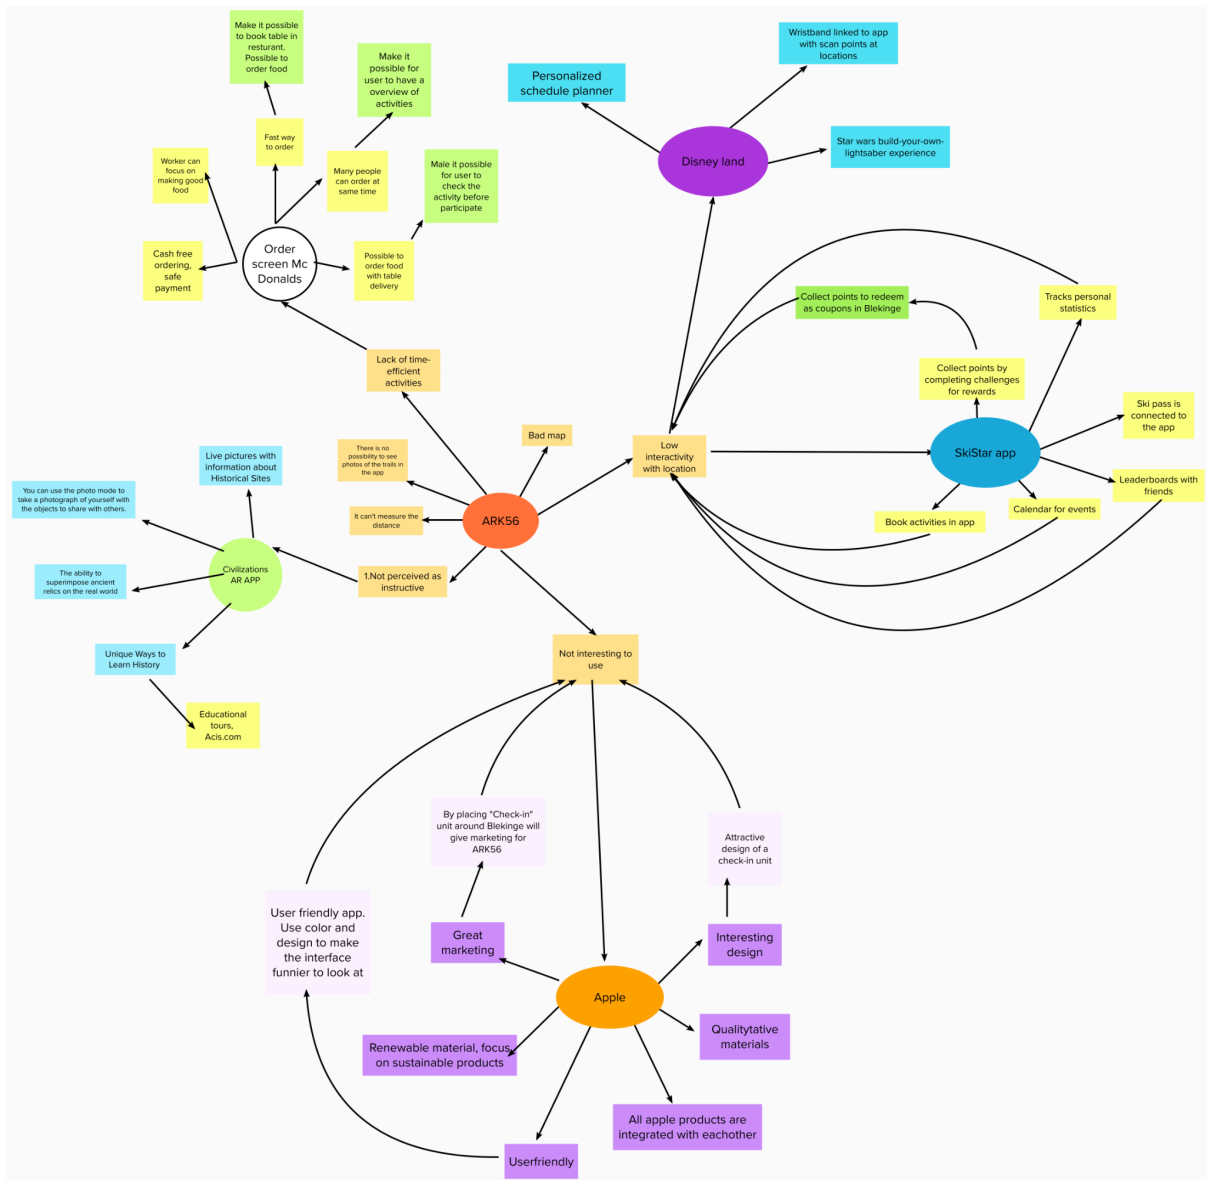 Make it possible
to book table in
resturant.
Possible to
order food
Make it
possible for
user to have a
overview of
activities
Fast way
to order
Worker can
focus on
making good
food
Many people
can order at
same time
Male it possible
for user to
check the
activity before
participate
Cash free
ordering,
safe
payment
Order
screen Mc
Donalds
Possible to
order food
with table
delivery
Wristband linked to app
with scan points at
locations
Personalized
schedule planner
Disney land
Star wars build-your-own-
lightsaber experience
Lack of time-
efficient
activities
Collect points to redeem
as coupons in Blekinge
Tracks personal
statistics
Collect points by
completing challenges
for rewards
Ski pass is
connected to
the app
SkiStar app
Leaderboards with
friends
Calendar for events
Book activities in app
Low
interactivity
with location
Bad map
There is no
possibility to see
photos of the trails in
the app
It can't measure the
distance
ARK56
1.Not perceived as
instructive
Live pictures with
information about
Historical Sites
You can use the photo mode to
take a photograph of yourself with
the objects to share with others.
Civilizations
AR APP
The ability to
superimpose ancient
relics on the real world
Unique Ways to
Learn History
Educational
tours,
Acis.com
Not interesting to
use
By placing "Check-in"
unit around Blekinge will
give marketing for
ARK56
Attractive
design of a
check-in unit
User friendly app.
Use color and
design to make
the interface
funnier to look at
Great
marketing
Interesting
design
Apple
Renewable material, focus
on sustainable products
Qualitytative
materials
All apple products are
integrated with eachother
Userfriendly